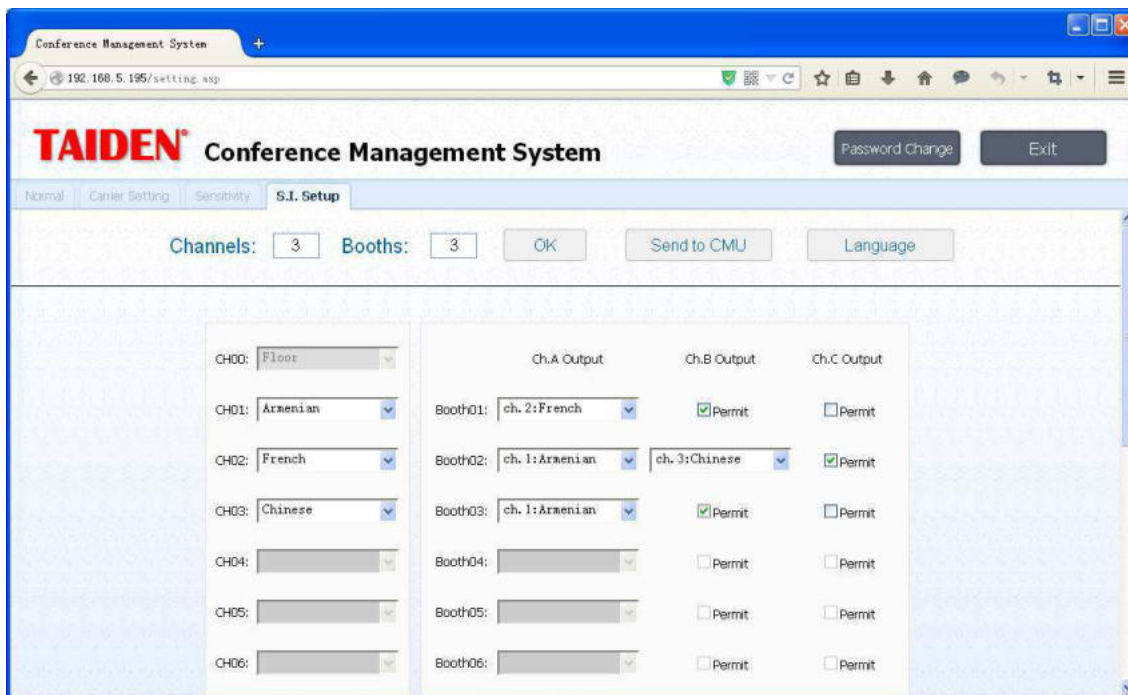 Conference Management System
192.168.5.195/setting.asp
TAIDEN® Conference Management System Password Change Exit
Normal Carrier Setting Sensitivity S.I. Setup
Channels: 3 Booths: 3 OK Send to CMU Language
CH00: Floor Ch.A Output Ch.B Output Ch.C Output
CH01: Armenian Booth01: ch.2:French Permit Permit
CH02: French Booth02: ch.1:Armenian ch.3:Chinese Permit
CH03: Chinese Booth03: ch.1:Armenian Permit Permit
CH04: Booth04: Permit Permit
CH05: Booth05: Permit Permit
CH06: Booth06: Permit Permit